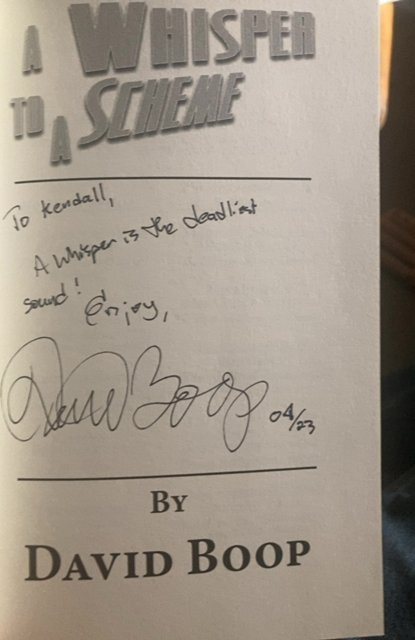 A WHISPER
TO A SCHEME
To Kendall,
A whisper is the deadliest
sound!
Enjoy,
David Boop 04/23
BY
DAVID BOOP